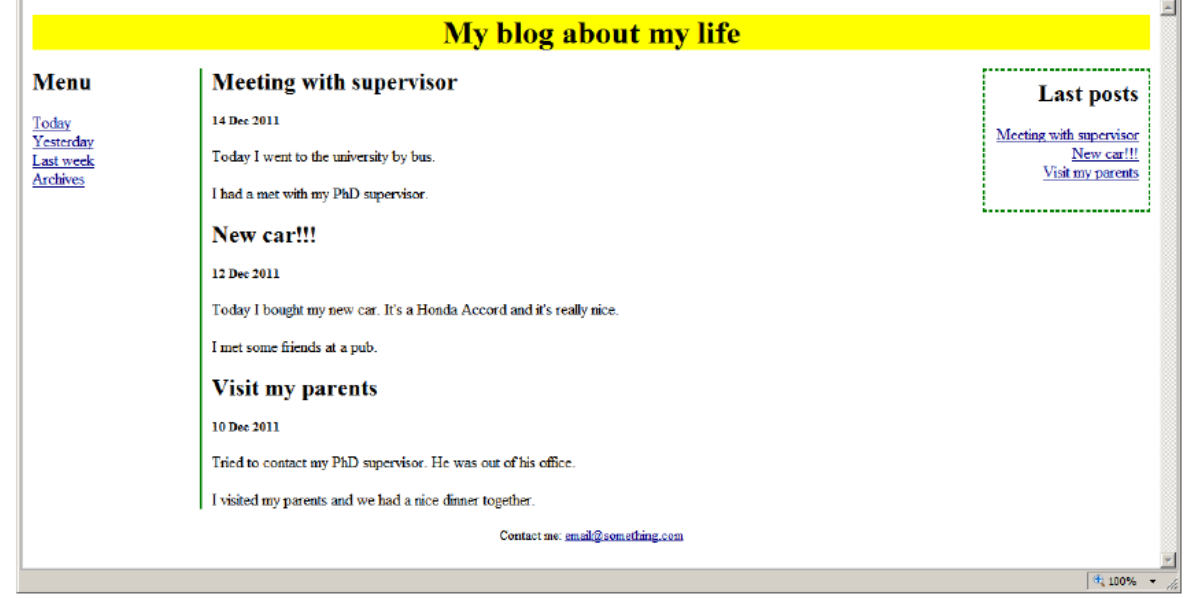 My blog about my life
Menu
Today
Yesterday
Last week
Archives
Meeting with supervisor
14 Dec 2011
Today I went to the university by bus.
I had a met with my PhD supervisor.
New car!!!
12 Dec 2011
Today I bought my new car. It's a Honda Accord and it's really nice.
I met some friends at a pub.
Visit my parents
10 Dec 2011
Tried to contact my PhD supervisor. He was out of his office.
I visited my parents and we had a nice dinner together.
Last posts
Meeting with supervisor
New car!!!
Visit my parents
Contact me: email@something.com
100%